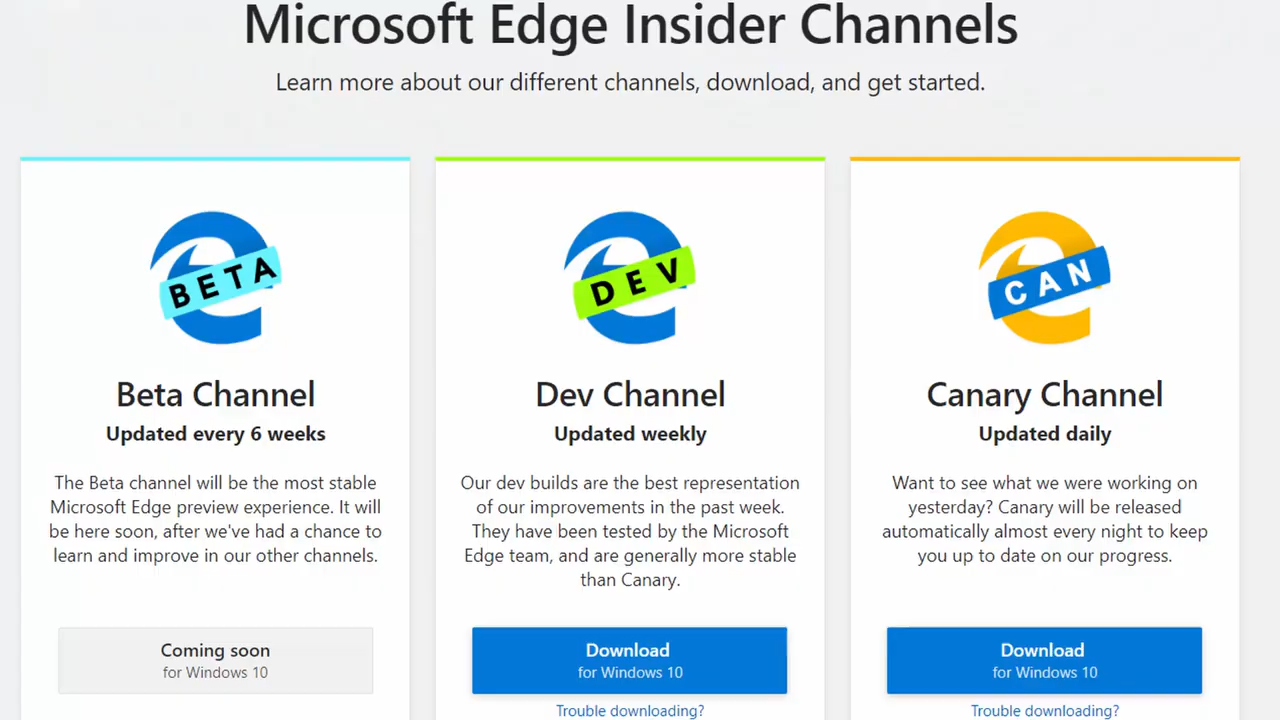 Microsoft Edge Insider Channels
Learn more about our different channels, download, and get started.
BETA
Beta Channel
Updated every 6 weeks
The Beta channel will be the most stable
Microsoft Edge preview experience. It will
be here soon, after we've had a chance to
learn and improve in our other channels.
Coming soon
for Windows 10
DEV
Dev Channel
Updated weekly
Our dev builds are the best representation
of our improvements in the past week.
They have been tested by the Microsoft
Edge team, and are generally more stable
than Canary.
Download
for Windows 10
Trouble downloading?
CAN
Canary Channel
Updated daily
Want to see what we were working on
yesterday? Canary will be released
automatically almost every night to keep
you up to date on our progress.
Download
for Windows 10
Trouble downloading?